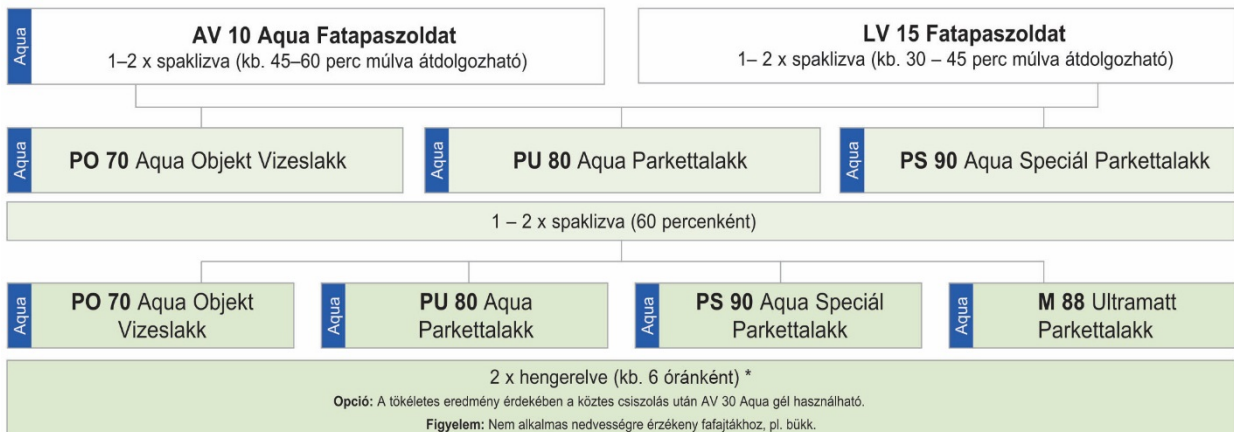 Aqua
AV 10 Aqua Fatapaszoldat
1–2 x spaklizva (kb. 45–60 perc múlva átdolgozható)
LV 15 Fatapaszoldat
1– 2 x spaklizva (kb. 30 – 45 perc múlva átdolgozható)
Aqua
PO 70 Aqua Objekt Vizeslakk
Aqua
PU 80 Aqua Parkettalakk
Aqua
PS 90 Aqua Speciál Parkettalakk
1 – 2 x spaklizva (60 percenként)
Aqua
PO 70 Aqua Objekt
Vizeslakk
Aqua
PU 80 Aqua
Parkettalakk
Aqua
PS 90 Aqua Speciál
Parkettalakk
Aqua
M 88 Ultramatt
Parkettalakk
2 x hengerelve (kb. 6 óránként) *
Opció: A tökéletes eredmény érdekében a köztes csiszolás után AV 30 Aqua gél használható.
Figyelem: Nem alkalmas nedvességre érzékeny fafajtákhoz, pl. bükk.